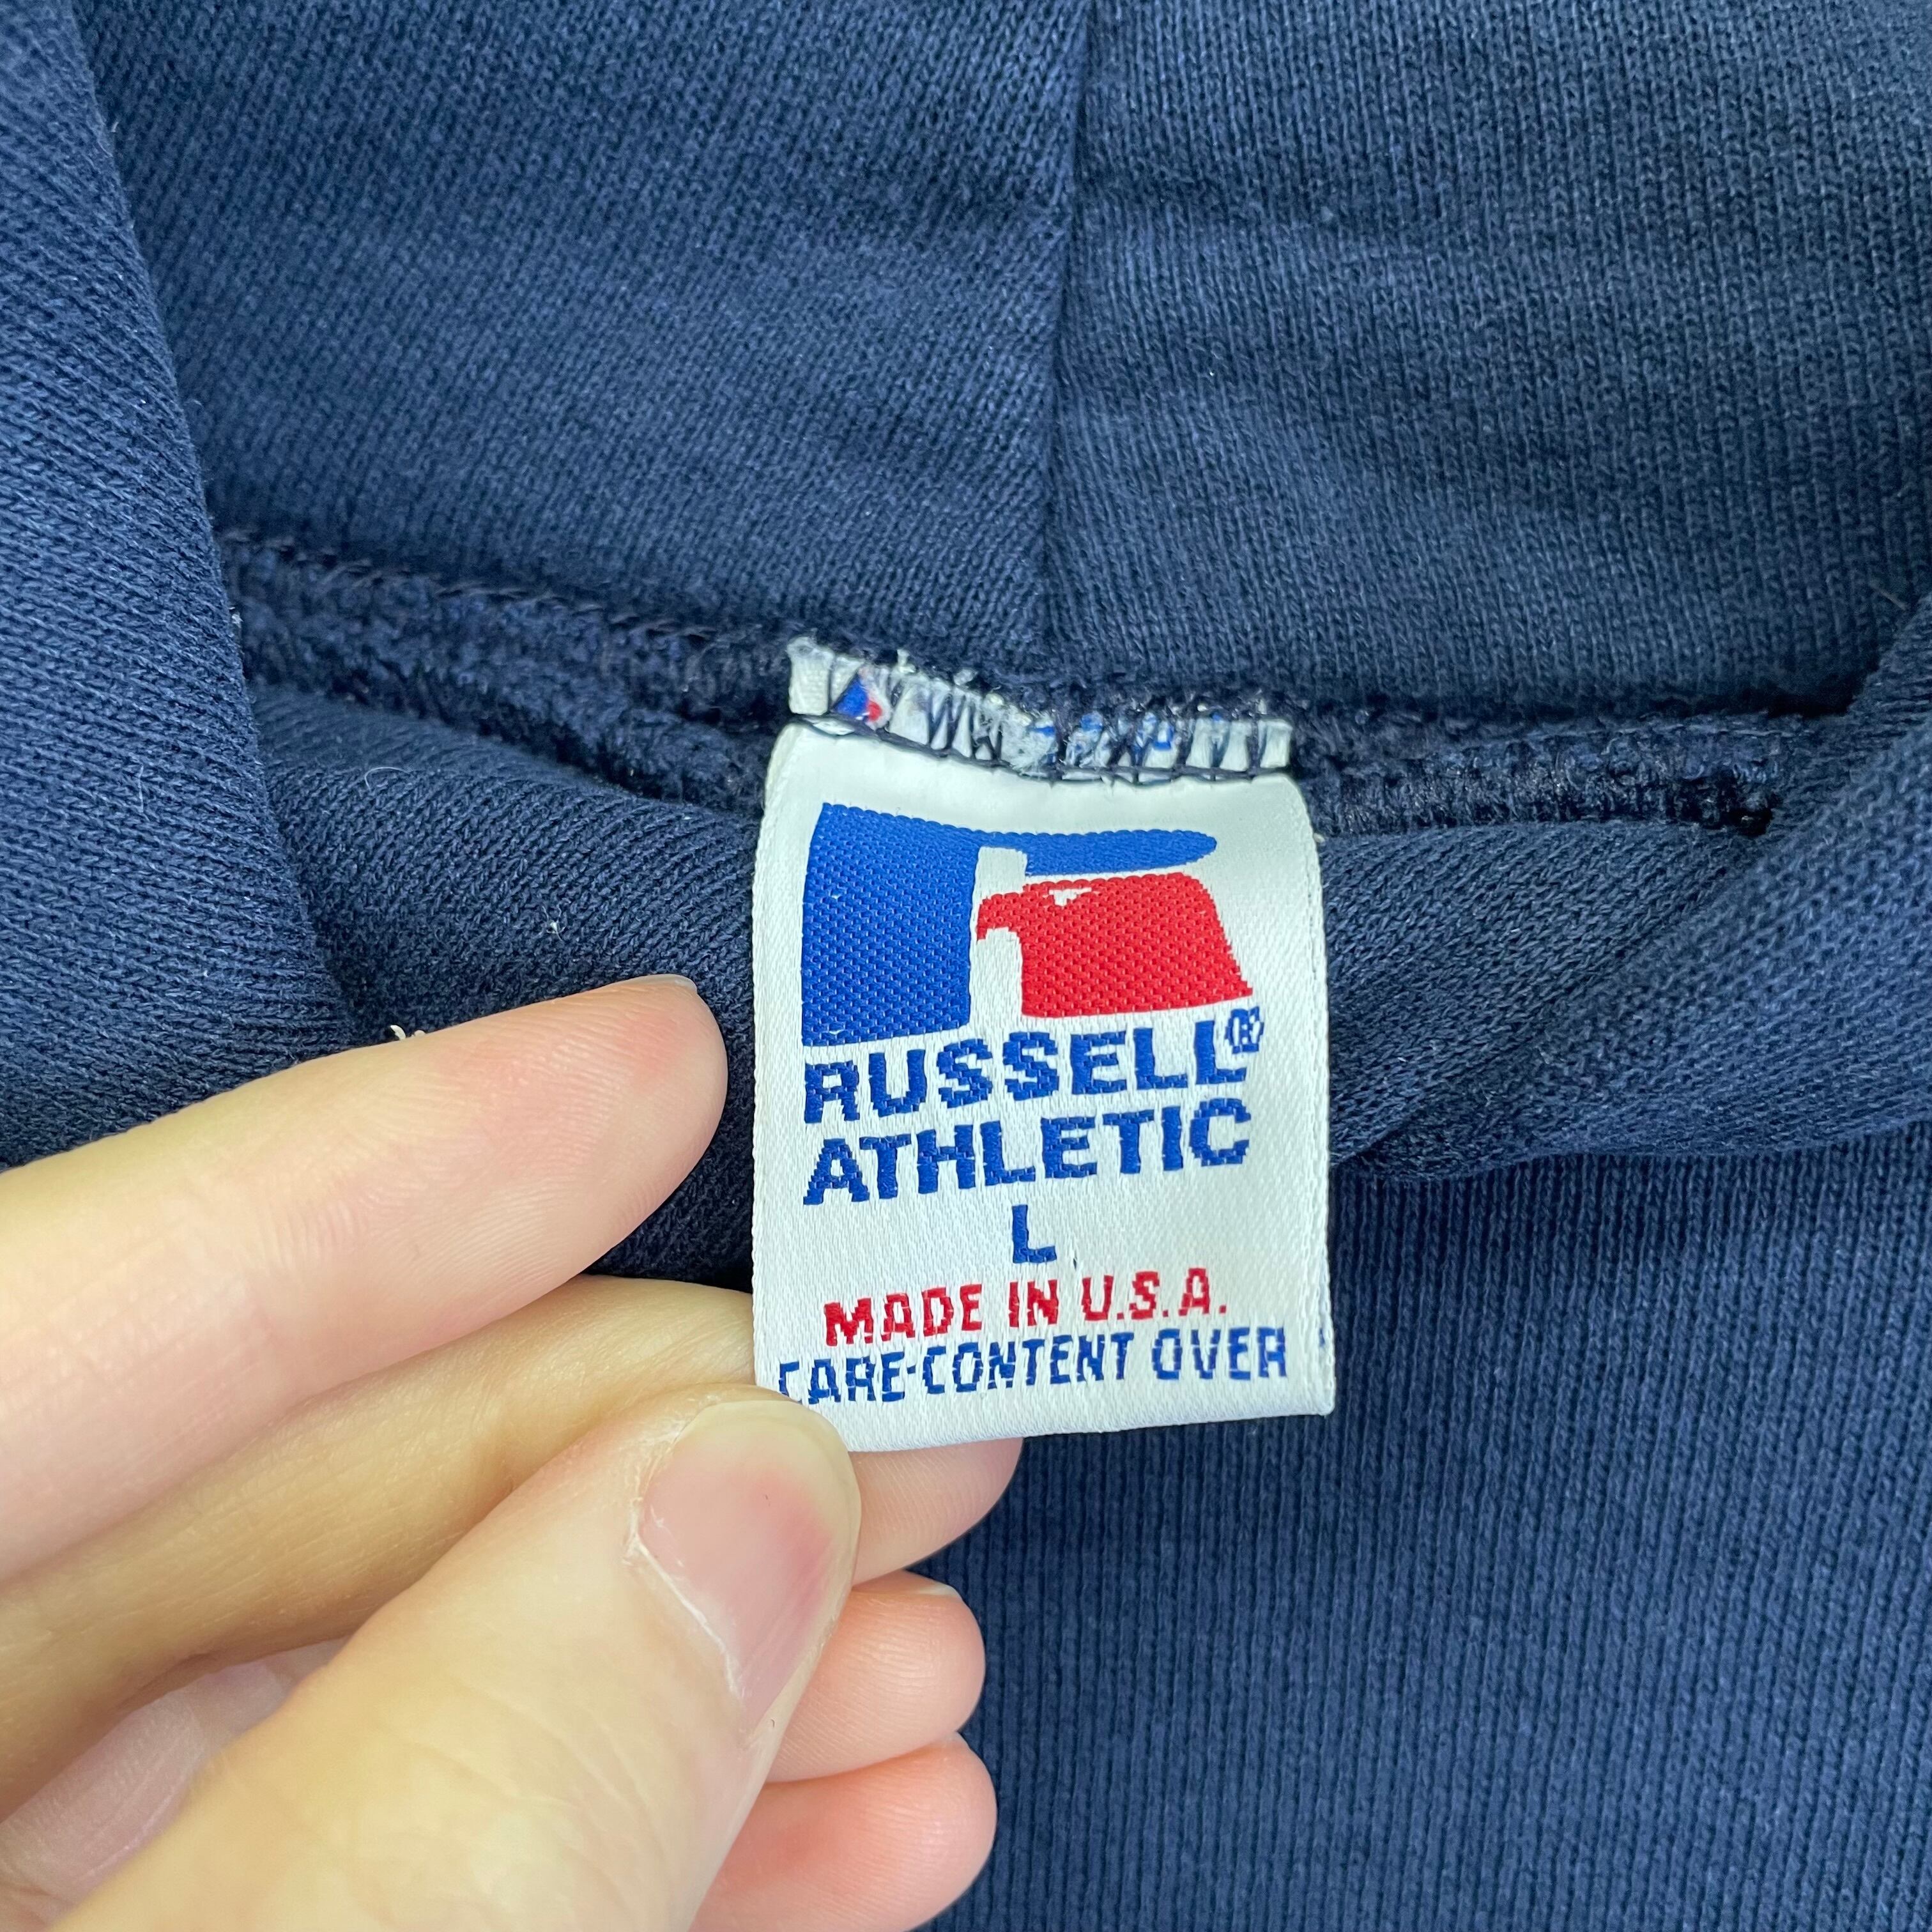 RUSSELL®
ATHLETIC
L
MADE IN U.S.A.
CARE-CONTENT OVER